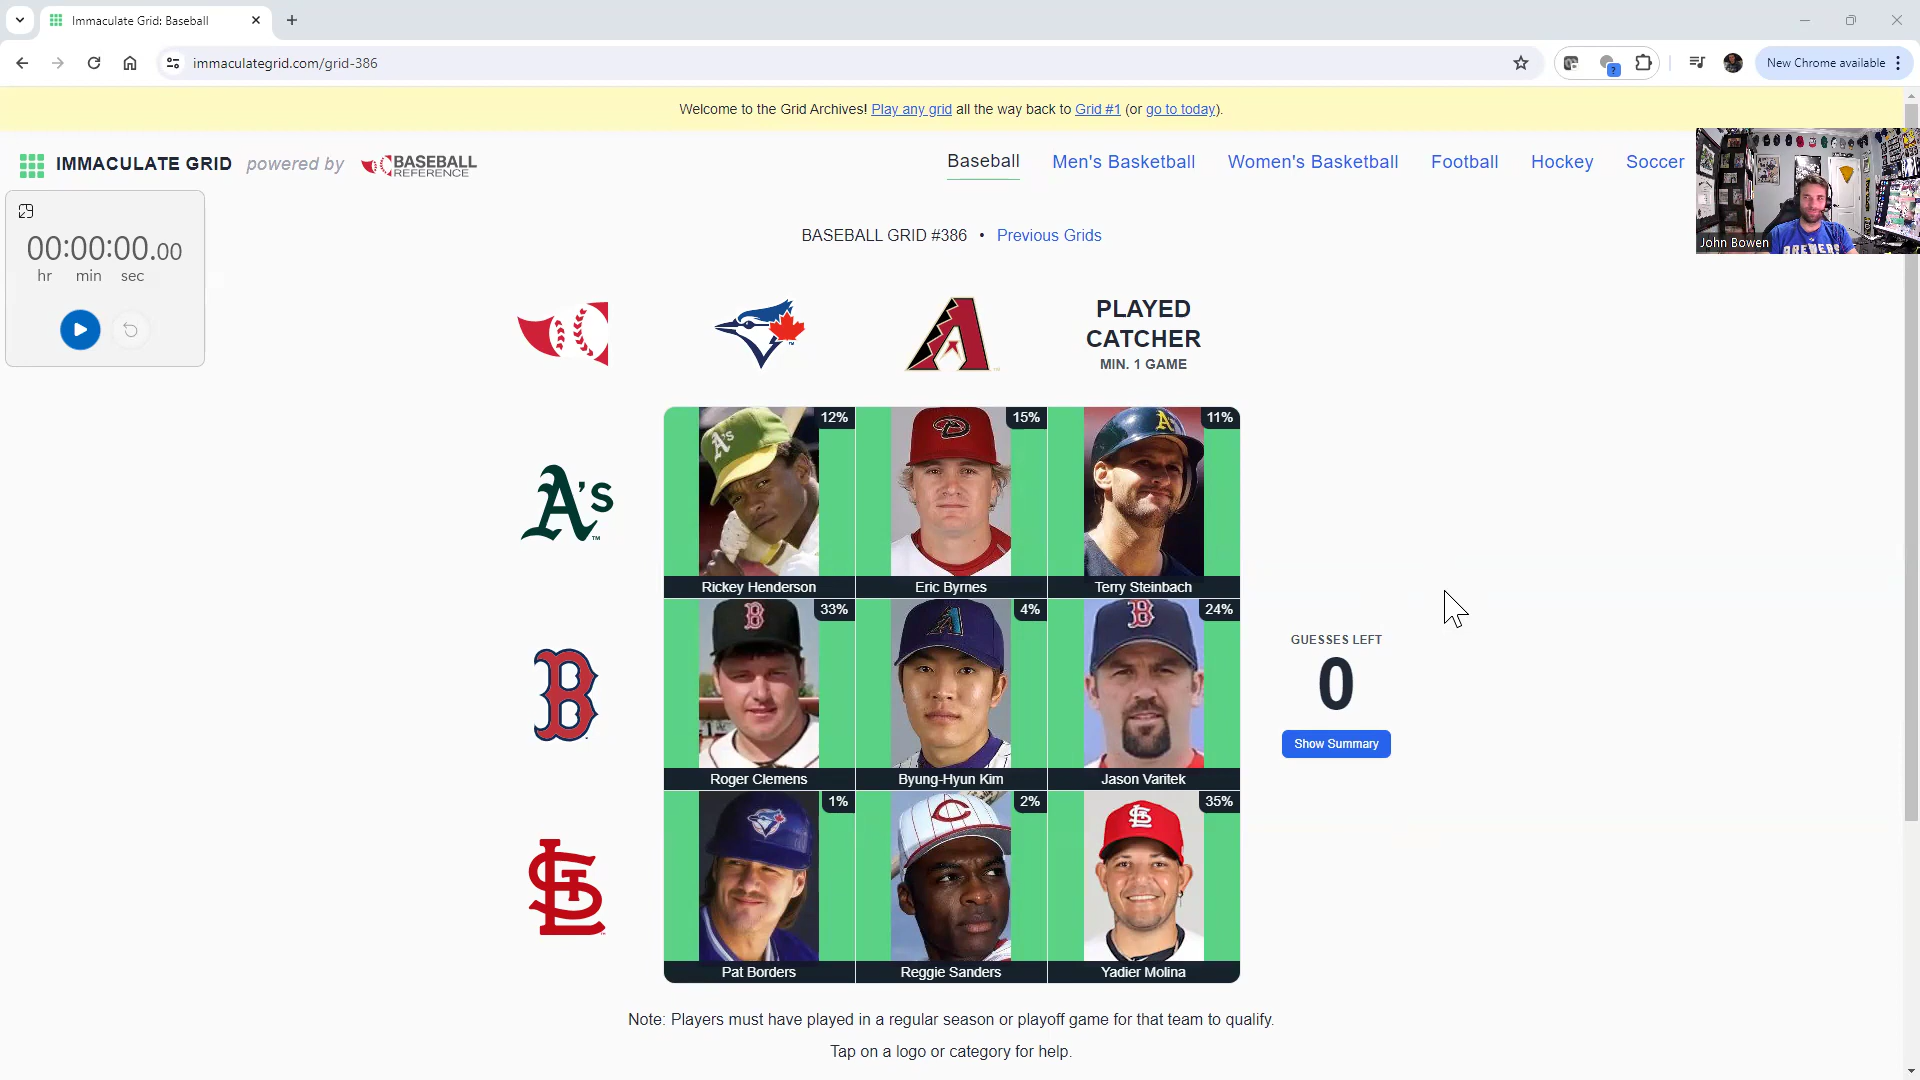 Immaculate Grid: Baseball
immaculategrid.com/grid-386
New Chrome available
Welcome to the Grid Archives! Play any grid all the way back to Grid #1 (or go to today).
IMMACULATE GRID powered by BASEBALL REFERENCE
Baseball Men's Basketball Women's Basketball Football Hockey Soccer
BREWERS
John Bowen
00:00:00.00
hr min sec
BASEBALL GRID #386 • Previous Grids
PLAYED
CATCHER
MIN. 1 GAME
A's
12% 15% 11%
Rickey Henderson Eric Byrnes Terry Steinbach
B
33% 4% 24%
Roger Clemens Byung-Hyun Kim Jason Varitek
STL
1% 2% 35%
Pat Borders Reggie Sanders Yadier Molina
GUESSES LEFT
0
Show Summary
Note: Players must have played in a regular season or playoff game for that team to qualify.
Tap on a logo or category for help.